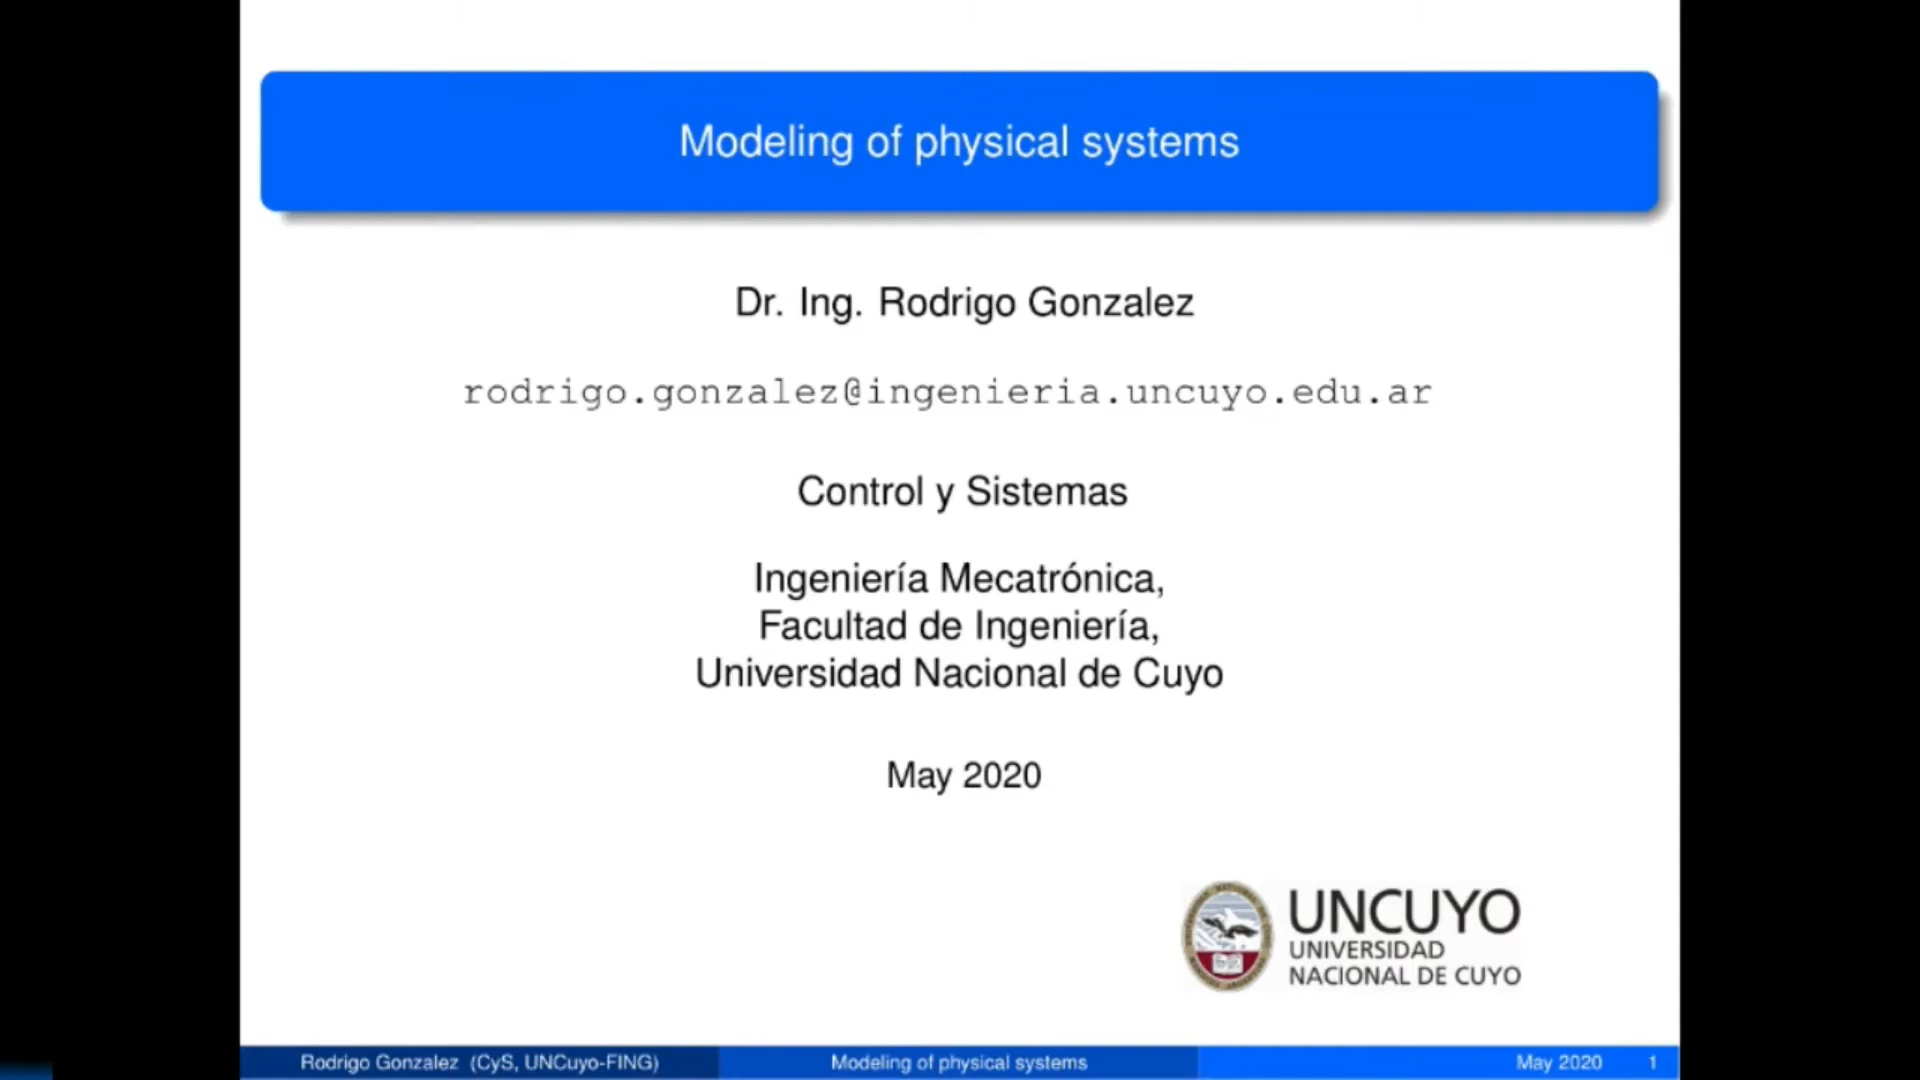 Modeling of physical systems
Dr. Ing. Rodrigo Gonzalez
rodrigo.gonzalez@ingenieria.uncuyo.edu.ar
Control y Sistemas
Ingeniería Mecatrónica,
Facultad de Ingeniería,
Universidad Nacional de Cuyo
May 2020
UNCUYO
UNIVERSIDAD
NACIONAL DE CUYO
Rodrigo Gonzalez (CyS, UNCuyo-FING) Modeling of physical systems May 2020 1